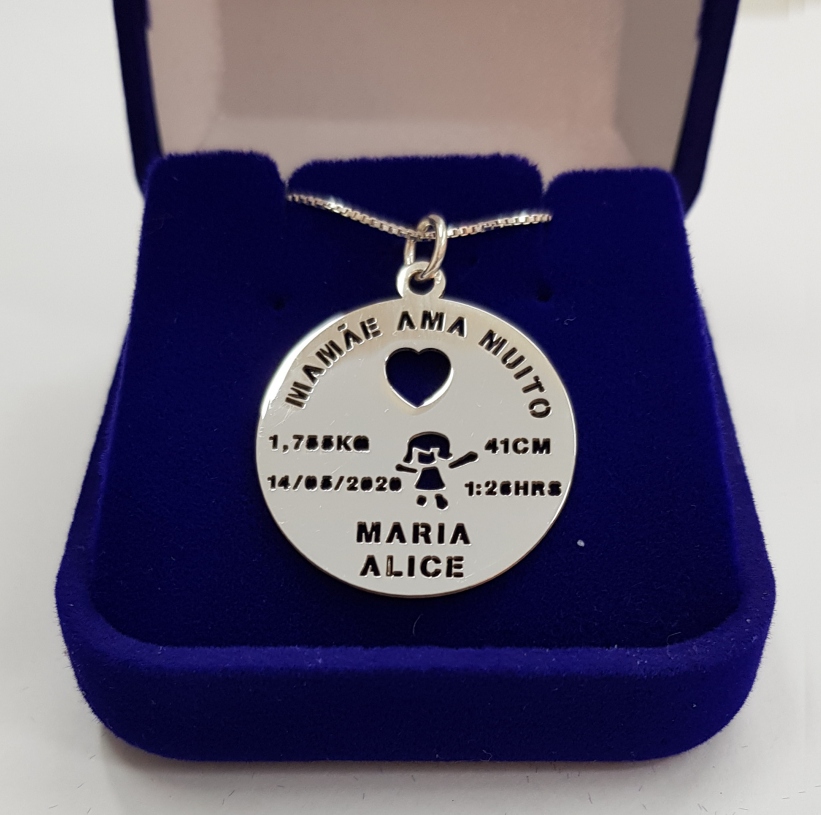 MAMÃE AMA MUITO
1,755KG 41CM
14/05/2020 1:26HRS
MARIA
ALICE